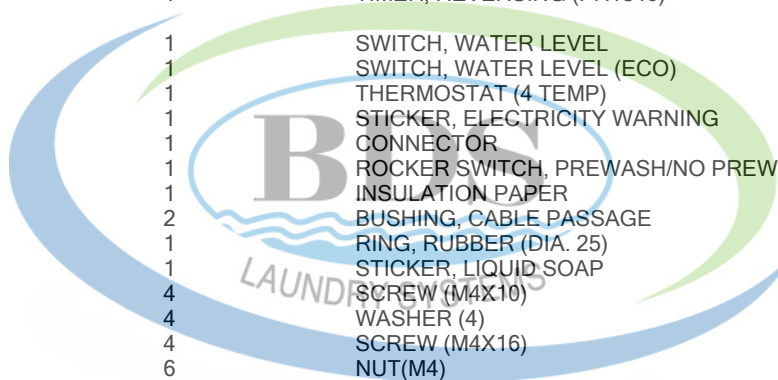 1 SWITCH, WATER LEVEL
1 SWITCH, WATER LEVEL (ECO)
1 THERMOSTAT (4 TEMP)
1 STICKER, ELECTRICITY WARNING
1 CONNECTOR
1 ROCKER SWITCH, PREWASH/NO PREW
1 INSULATION PAPER
2 BUSHING, CABLE PASSAGE
1 RING, RUBBER (DIA. 25)
1 STICKER, LIQUID SOAP
4 SCREW (M4X10)
4 WASHER (4)
4 SCREW (M4X16)
6 NUT(M4)
BDS
LAUNDRY SYSTEMS